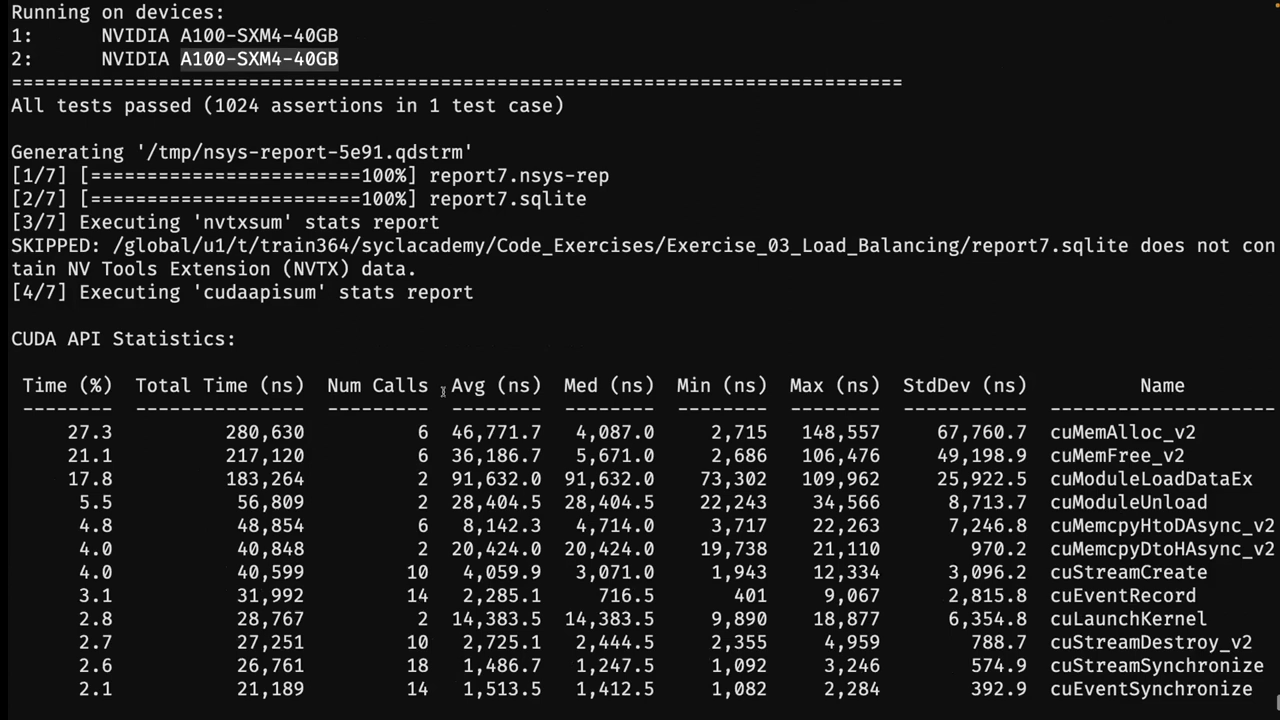 Running on devices:
1:      NVIDIA A100-SXM4-40GB
2:      NVIDIA A100-SXM4-40GB
===============================================================================
All tests passed (1024 assertions in 1 test case)
Generating '/tmp/nsys-report-5e91.qdstrm'
[1/7] [========================100%] report7.nsys-rep
[2/7] [========================100%] report7.sqlite
[3/7] Executing 'nvtxsum' stats report
SKIPPED: /global/u1/t/train364/syclacademy/Code_Exercises/Exercise_03_Load_Balancing/report7.sqlite does not con
tain NV Tools Extension (NVTX) data.
[4/7] Executing 'cudaapisum' stats report
CUDA API Statistics:
Time (%)  Total Time (ns)  Num Calls  Avg (ns)  Med (ns)  Min (ns)  Max (ns)  StdDev (ns)  Name
--------  ---------------  ---------  --------  --------  --------  --------  -----------  --------------------
27.3  280,630  6  46,771.7  4,087.0  2,715  148,557  67,760.7  cuMemAlloc_v2
21.1  217,120  6  36,186.7  5,671.0  2,686  106,476  49,198.9  cuMemFree_v2
17.8  183,264  2  91,632.0  91,632.0  73,302  109,962  25,922.5  cuModuleLoadDataEx
5.5  56,809  2  28,404.5  28,404.5  22,243  34,566  8,713.7  cuModuleUnload
4.8  48,854  6  8,142.3  4,714.0  3,717  22,263  7,246.8  cuMemcpyHtoDAsync_v2
4.0  40,848  2  20,424.0  20,424.0  19,738  21,110  970.2  cuMemcpyDtoHAsync_v2
4.0  40,599  10  4,059.9  3,071.0  1,943  12,334  3,096.2  cuStreamCreate
3.1  31,992  14  2,285.1  716.5  401  9,067  2,815.8  cuEventRecord
2.8  28,767  2  14,383.5  14,383.5  9,890  18,877  6,354.8  cuLaunchKernel
2.7  27,251  10  2,725.1  2,444.5  2,355  4,959  788.7  cuStreamDestroy_v2
2.6  26,761  18  1,486.7  1,247.5  1,092  3,246  574.9  cuStreamSynchronize
2.1  21,189  14  1,513.5  1,412.5  1,082  2,284  392.9  cuEventSynchronize